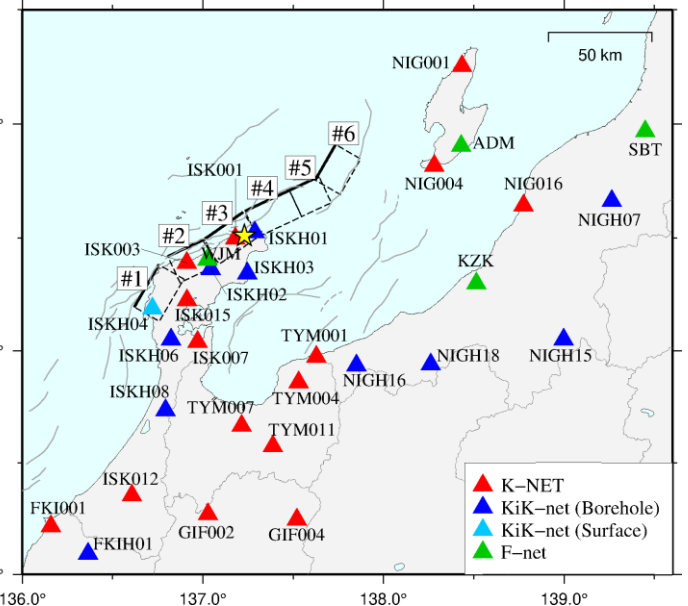 50 km
NIG001
ADM
SBT
#6
ISK001
#5
NIG004
#4
NIG016
#3
NIGH07
#2
ISKH01
ISK003
WJM
KZK
ISKH03
#1
ISKH02
ISKH04
ISK015
TYM001
ISKH06
ISK007
NIGH18
NIGH15
NIGH16
ISKH08
TYM004
TYM007
TYM011
ISK012
K−NET
FKI001
KiK−net (Borehole)
GIF002
GIF004
KiK−net (Surface)
FKIH01
F−net
136.0°
137.0°
138.0°
139.0°